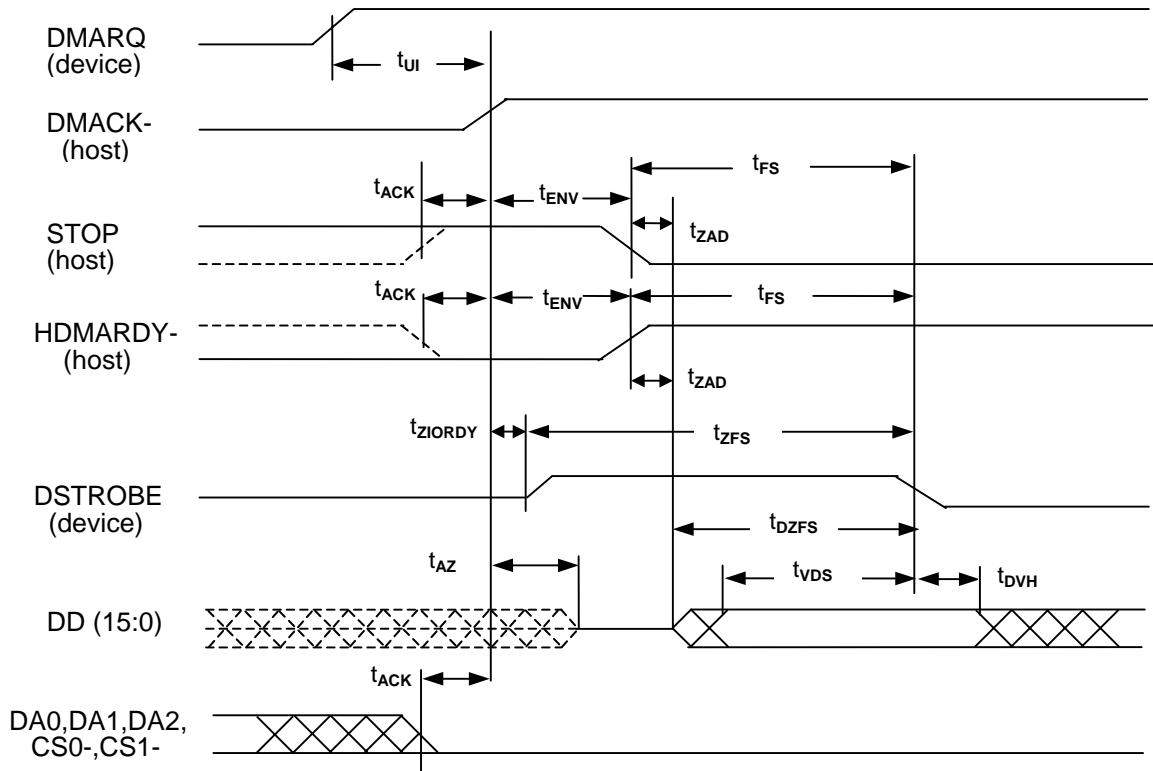 DMARQ
(device)
tUI
DMACK-
(host)
tFS
tACK
tENV
STOP
(host)
tZAD
tACK
tENV
tFS
HDMARDY-
(host)
tZAD
tZIORDY
tZFS
DSTROBE
(device)
tDZFS
tAZ
tVDS
tDVH
DD (15:0)
tACK
DA0,DA1,DA2,
CS0-,CS1-